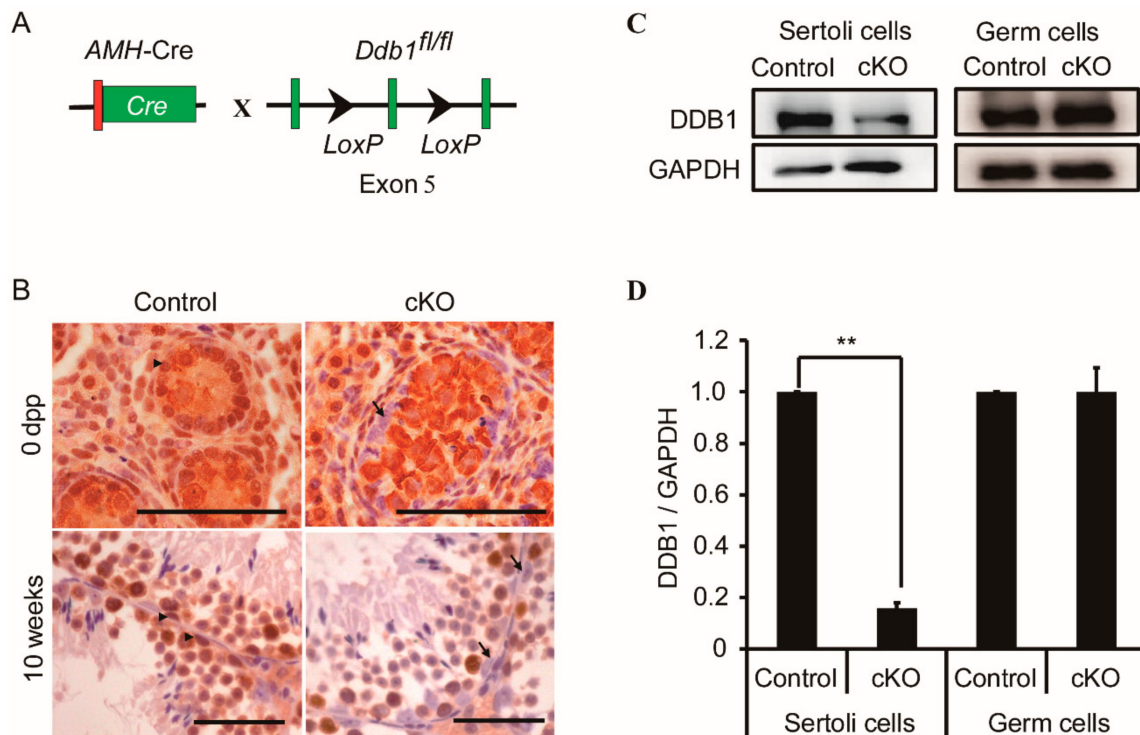 A
AMH-Cre
Ddb1fl/fl
Cre
X
LoxP LoxP
Exon 5
B
Control cKO
0 dpp
10 weeks
C
Sertoli cells Germ cells
Control cKO Control cKO
DDB1
GAPDH
D
**
DDB1 / GAPDH
1.2
1.0
0.8
0.6
0.4
0.2
0
Control cKO Control cKO
Sertoli cells Germ cells